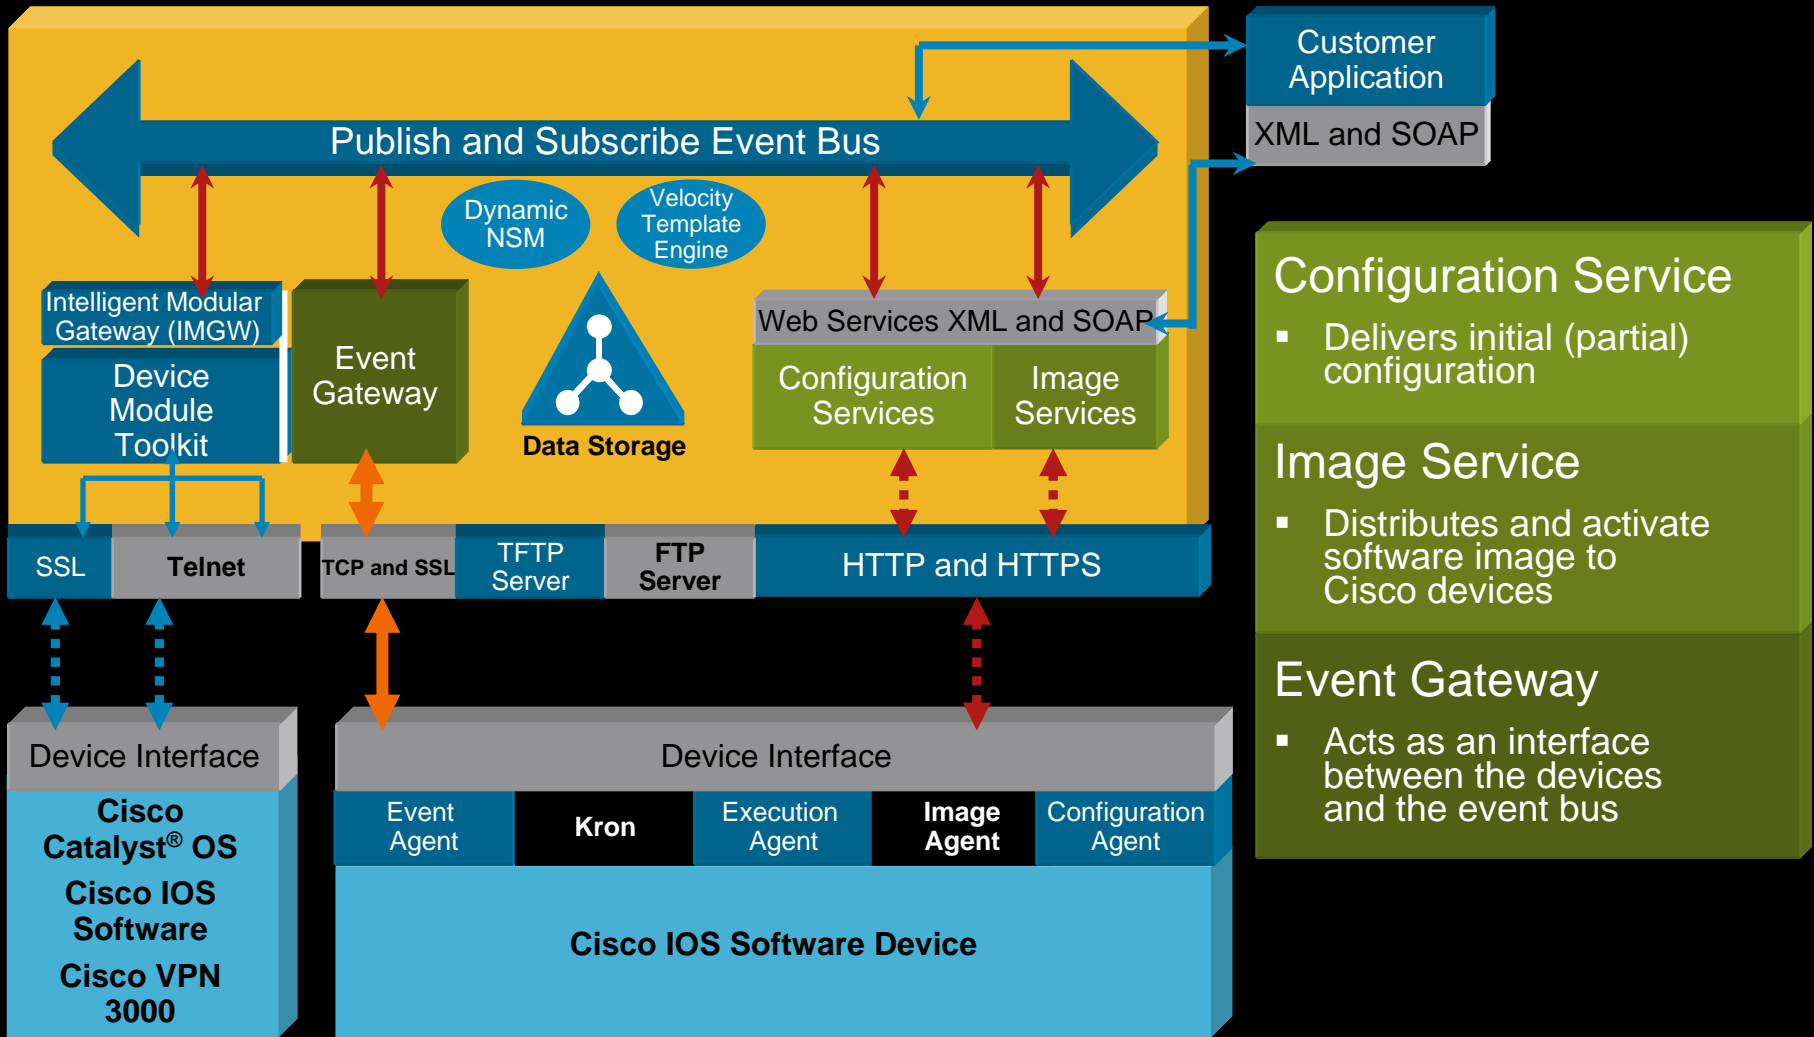 Customer
Application
XML and SOAP
Publish and Subscribe Event Bus
Dynamic
NSM
Velocity
Template
Engine
Intelligent Modular
Gateway (IMGW)
Device
Module
Toolkit
Event
Gateway
Data Storage
Web Services XML and SOAP
Configuration
Services
Image
Services
SSL
Telnet
TCP and SSL
TFTP
Server
FTP
Server
HTTP and HTTPS
Device Interface
Cisco
Catalyst® OS
Cisco IOS
Software
Cisco VPN
3000
Device Interface
Event
Agent
Kron
Execution
Agent
Image
Agent
Configuration
Agent
Cisco IOS Software Device
Configuration Service
▪ Delivers initial (partial)
configuration
Image Service
▪ Distributes and activate
software image to
Cisco devices
Event Gateway
▪ Acts as an interface
between the devices
and the event bus